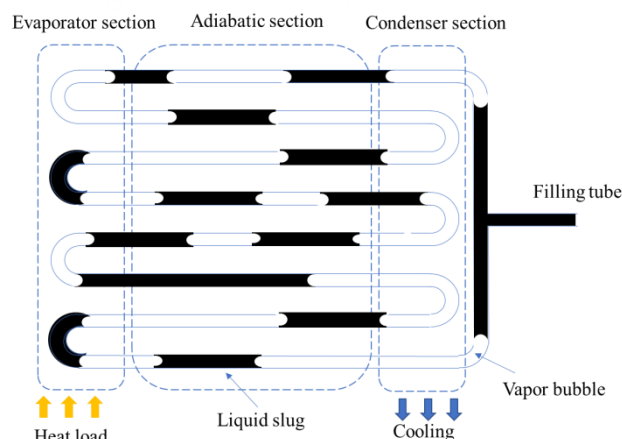 Evaporator section
Adiabatic section
Condenser section
Filling tube
Vapor bubble
Liquid slug
Cooling
Heat load